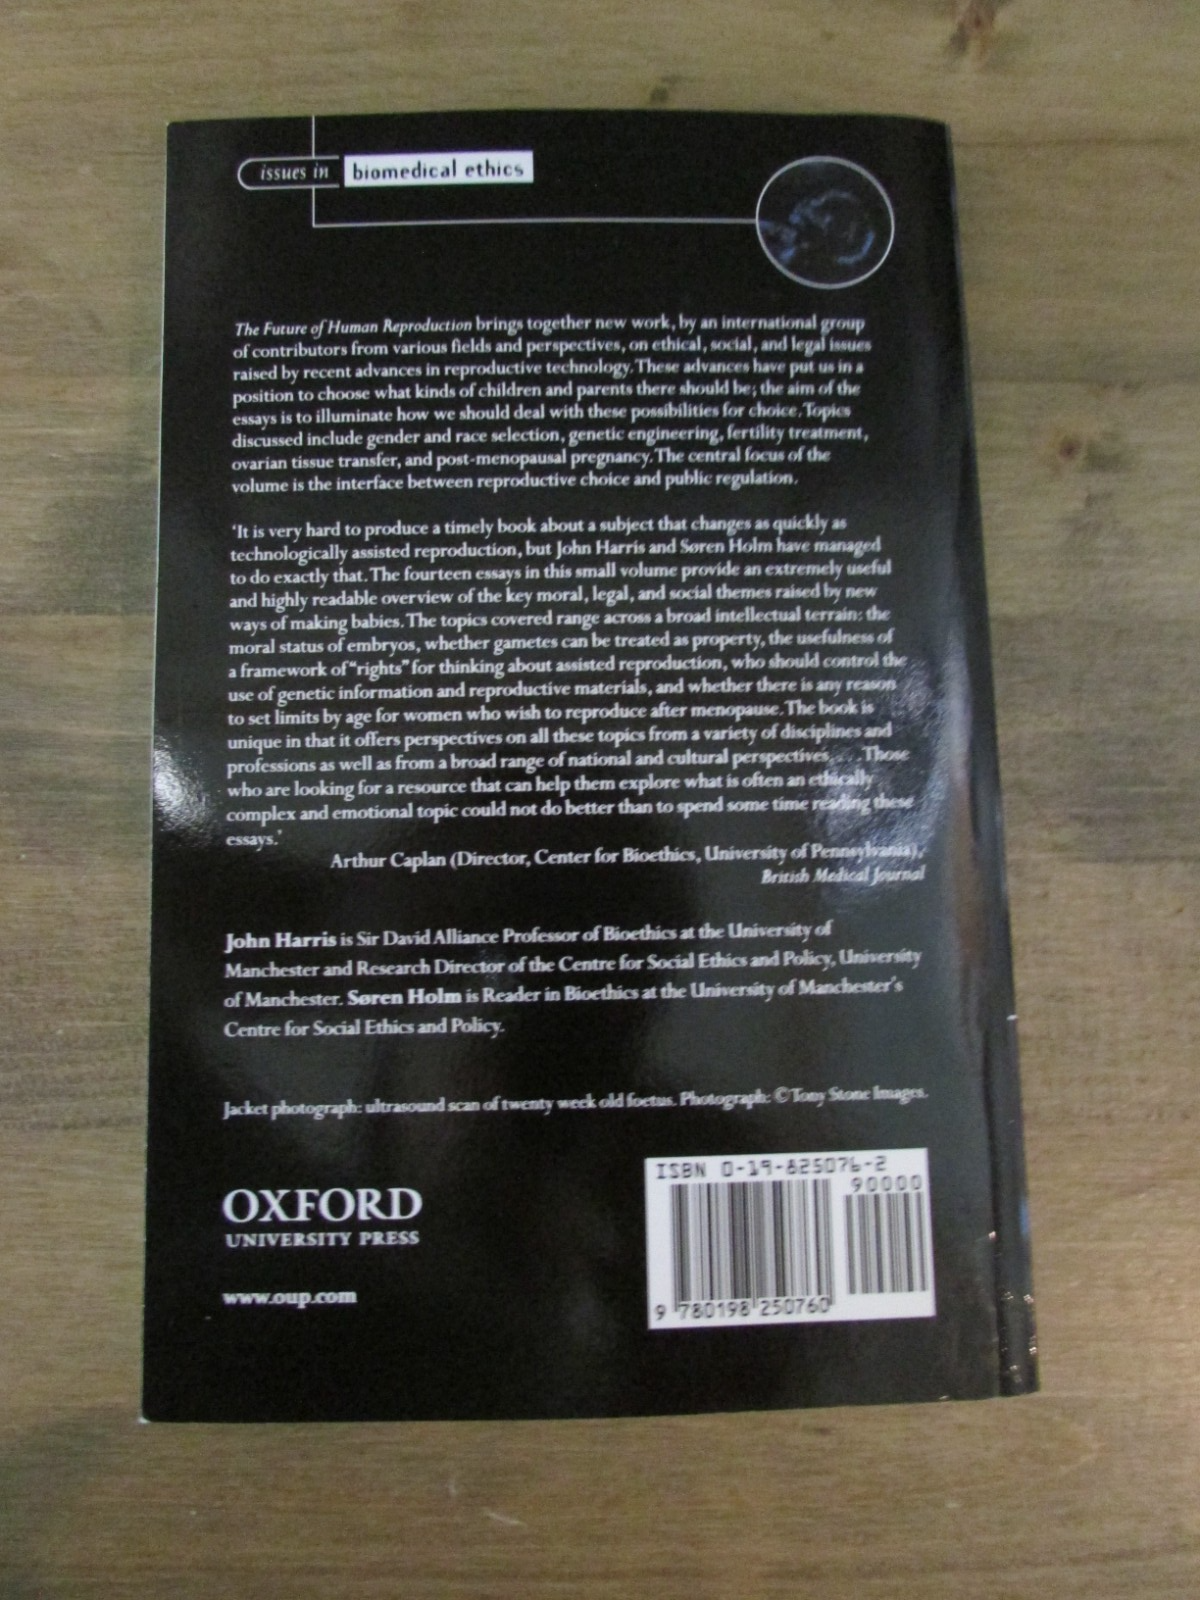 issues in biomedical ethics
The Future of Human Reproduction brings together new work, by an international group
of contributors from various fields and perspectives, on ethical, social, and legal issues
raised by recent advances in reproductive technology. These advances have put us in a
position to choose what kinds of children and parents there should be; the aim of the
essays is to illuminate how we should deal with these possibilities for choice. Topics
discussed include gender and race selection, genetic engineering, fertility treatment,
ovarian tissue transfer, and post-menopausal pregnancy. The central focus of the
volume is the interface between reproductive choice and public regulation.
'It is very hard to produce a timely book about a subject that changes as quickly as
technologically assisted reproduction, but John Harris and Søren Holm have managed
to do exactly that. The fourteen essays in this small volume provide an extremely useful
and highly readable overview of the key moral, legal, and social themes raised by new
ways of making babies. The topics covered range across a broad intellectual terrain: the
moral status of embryos, whether gametes can be treated as property, the usefulness of
a framework of "rights" for thinking about assisted reproduction, who should control the
use of genetic information and reproductive materials, and whether there is any reason
to set limits by age for women who wish to reproduce after menopause. The book is
unique in that it offers perspectives on all these topics from a variety of disciplines and
professions as well as from a broad range of national and cultural perspectives. . . . Those
who are looking for a resource that can help them explore what is often an ethically
complex and emotional topic could not do better than to spend some time reading these
essays.'
Arthur Caplan (Director, Center for Bioethics, University of Pennsylvania),
British Medical Journal
John Harris is Sir David Alliance Professor of Bioethics at the University of
Manchester and Research Director of the Centre for Social Ethics and Policy, University
of Manchester. Søren Holm is Reader in Bioethics at the University of Manchester's
Centre for Social Ethics and Policy.
Jacket photograph: ultrasound scan of twenty week old foetus. Photograph: © Tony Stone Images.
OXFORD
UNIVERSITY PRESS
www.oup.com
ISBN 0-19-825076-2
90000
9 780198 250760